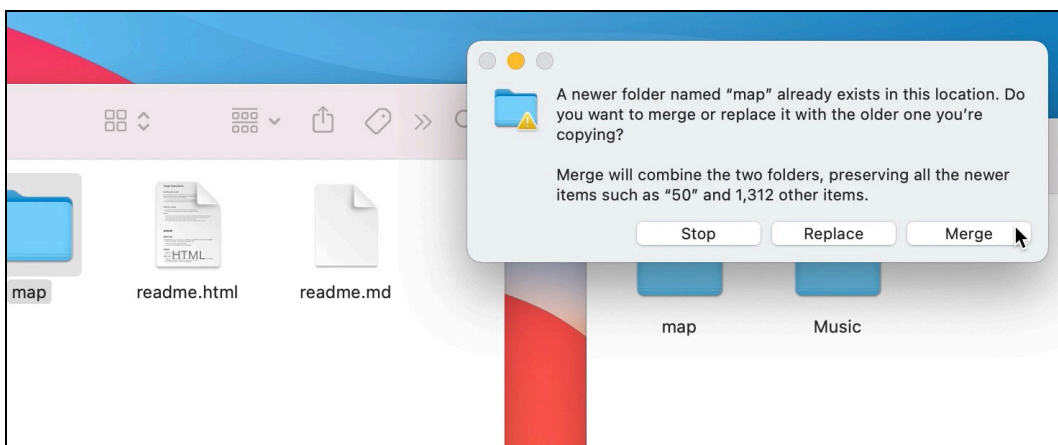 A newer folder named “map” already exists in this location. Do
you want to merge or replace it with the older one you’re
copying?
Merge will combine the two folders, preserving all the newer
items such as “50” and 1,312 other items.
Stop
Replace
Merge
HTML
map
readme.html
readme.md
map
Music